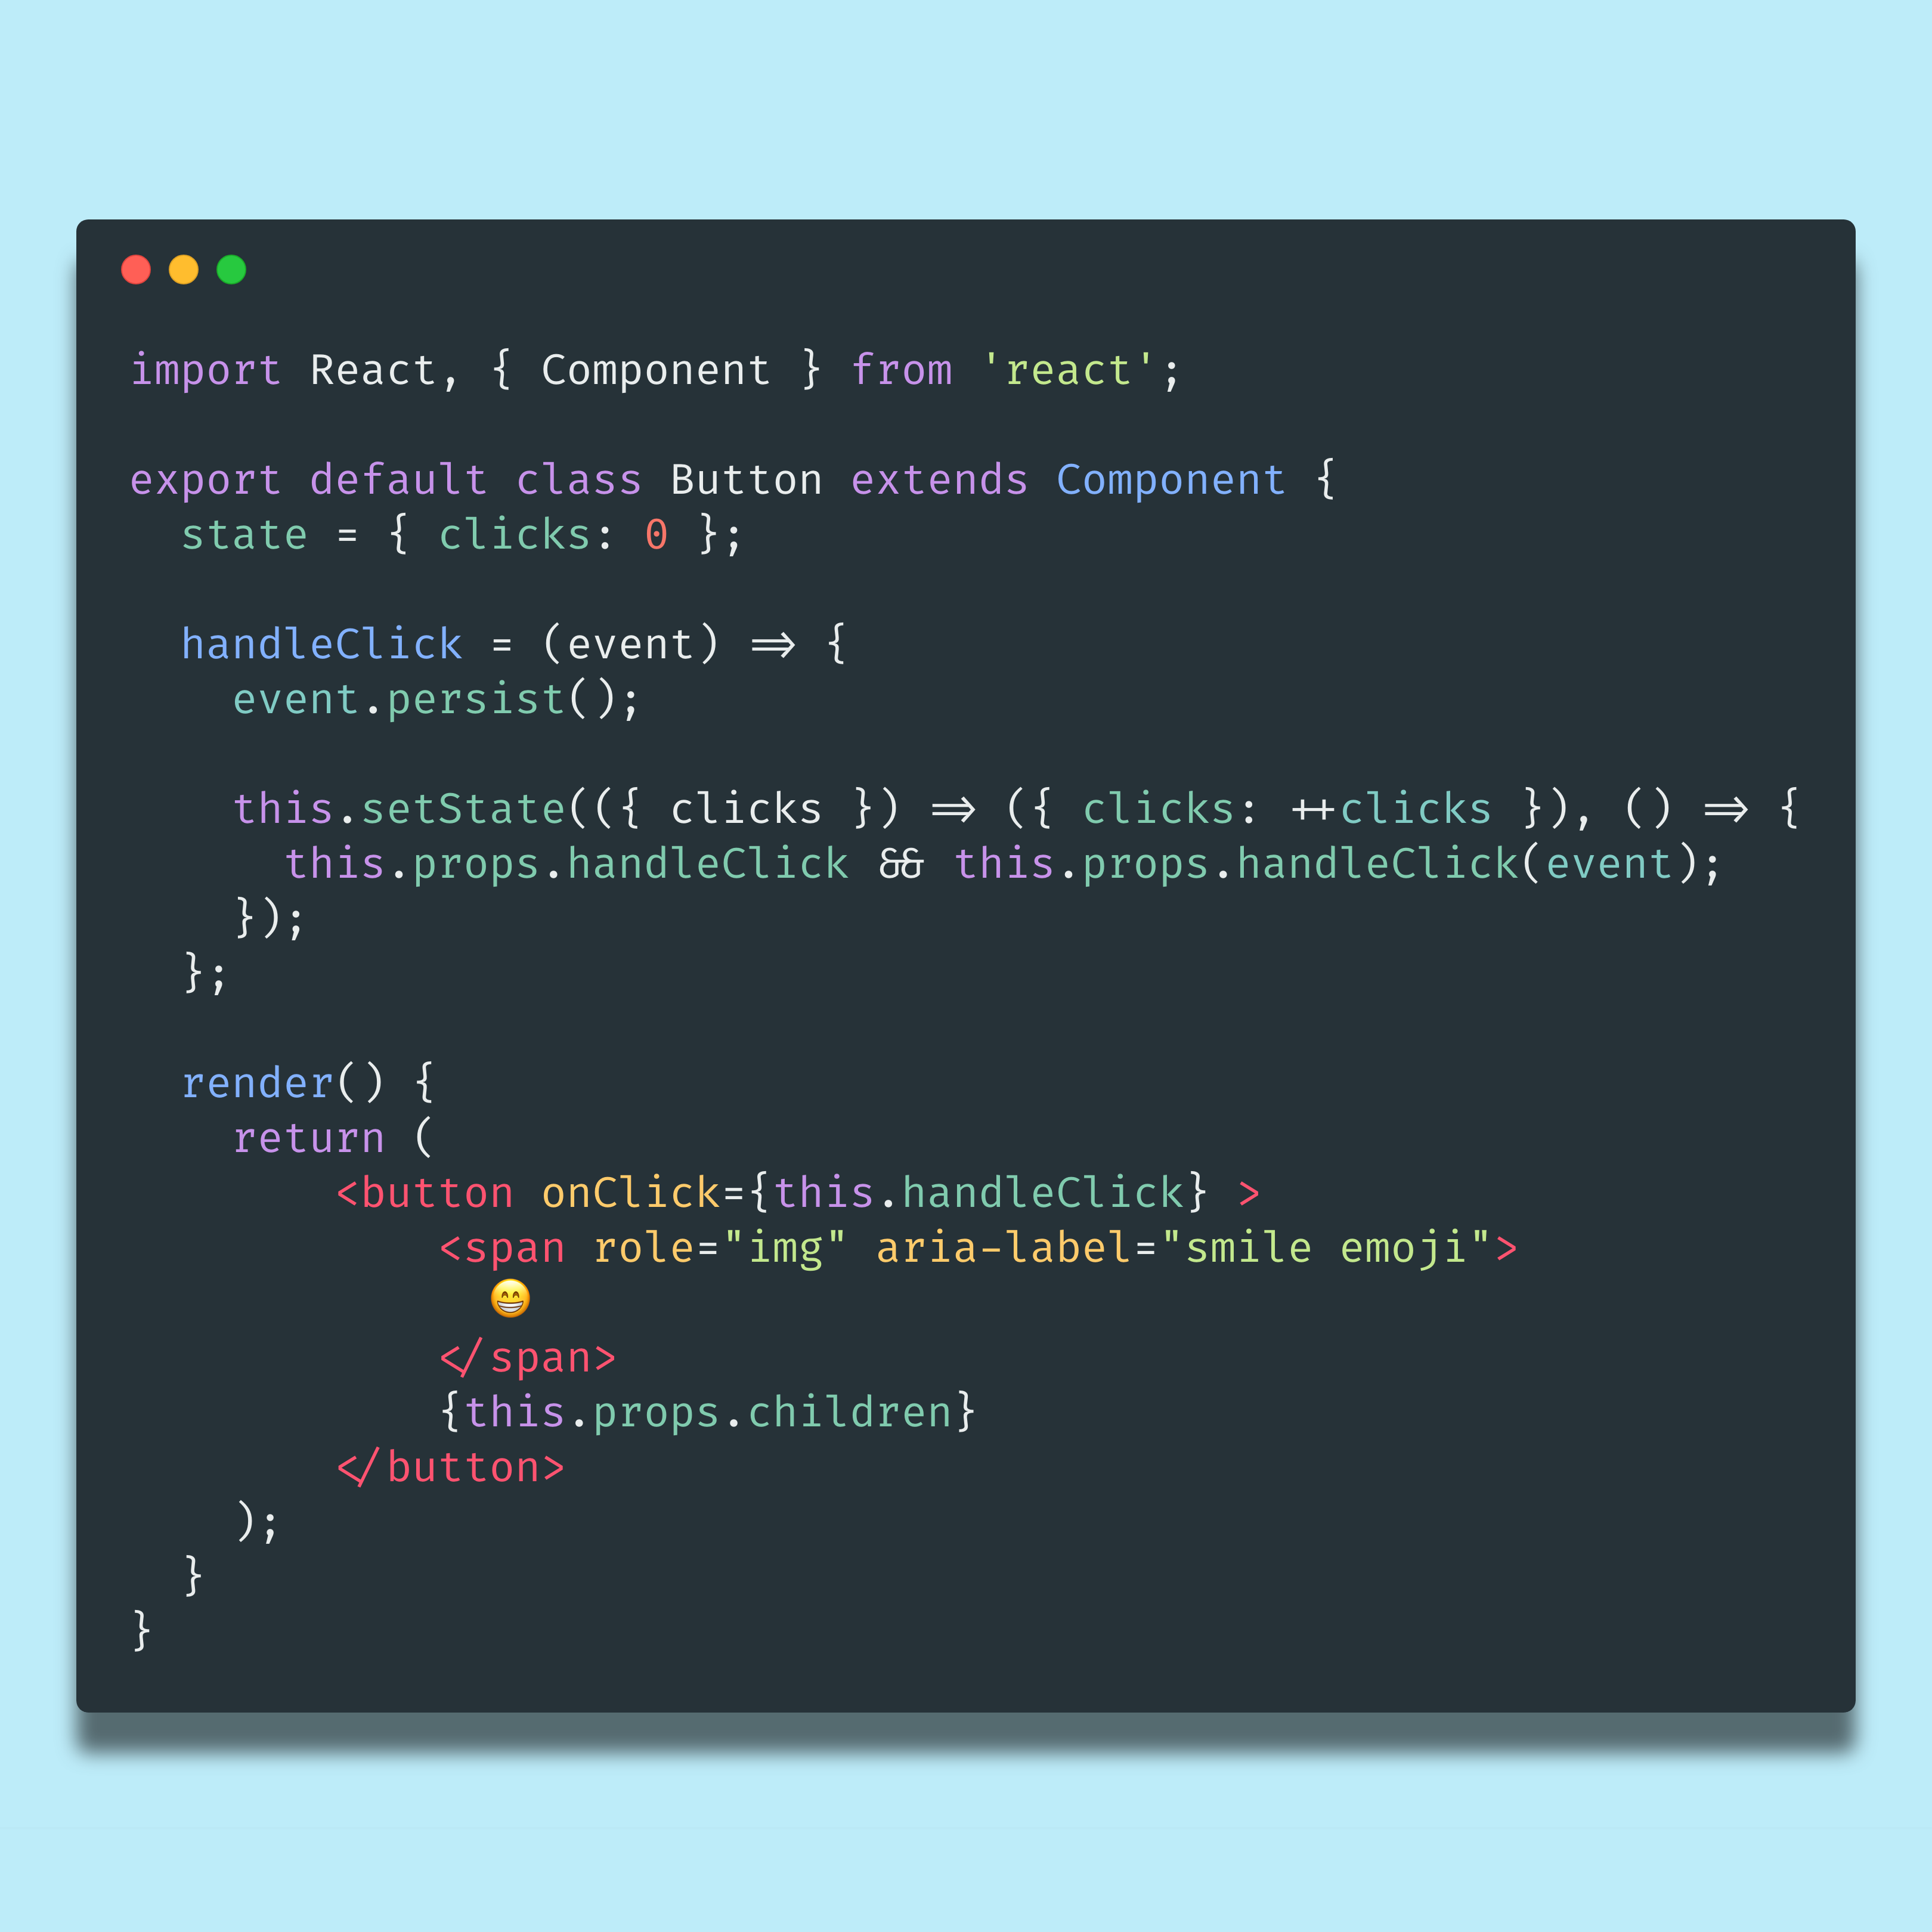 import React, { Component } from 'react';
export default class Button extends Component {
  state = { clicks: 0 };
  handleClick = (event) => {
    event.persist();
    this.setState(({ clicks }) => ({ clicks: ++clicks }), () => {
      this.props.handleClick && this.props.handleClick(event);
    });
  };
  render() {
    return (
        <button onClick={this.handleClick} >
            <span role="img" aria-label="smile emoji">
              😁
            </span>
            {this.props.children}
        </button>
    );
  }
}